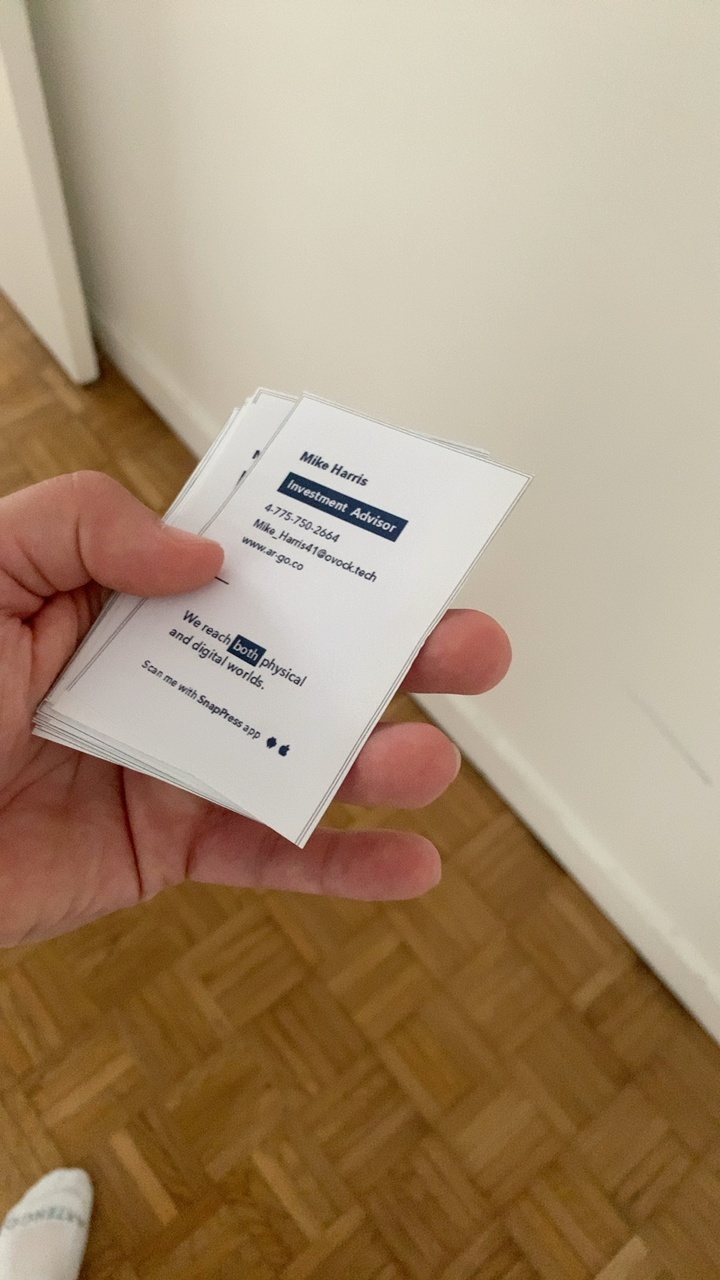 Mike Harris
Investment Advisor
4-775-750-2664
Mike_Harris41@ovock.tech
www.ar-go.co
We reach both physical
and digital worlds.
Scan me with SnapPress app